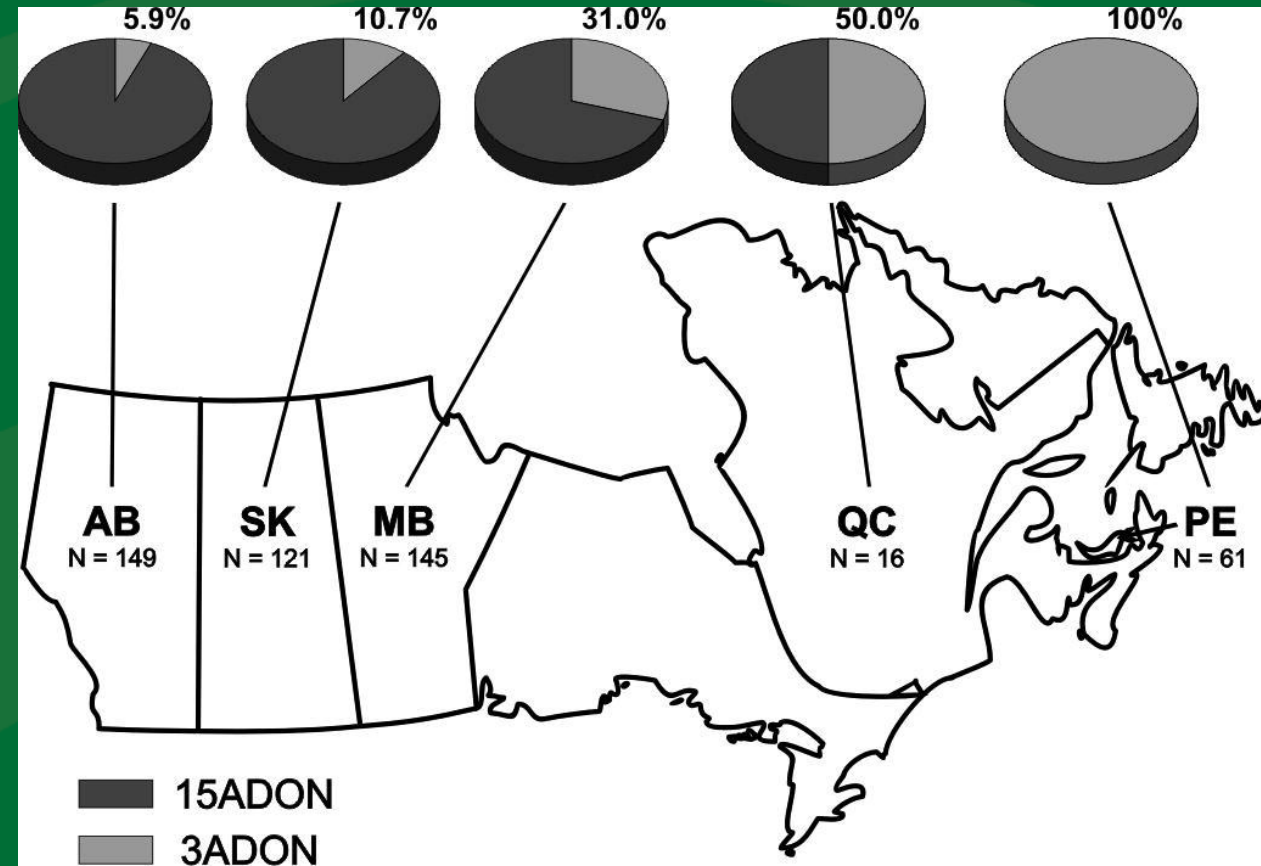 5.9% 10.7% 31.0% 50.0% 100%
AB SK MB QC PE
N = 149 N = 121 N = 145 N = 16 N = 61
15ADON
3ADON